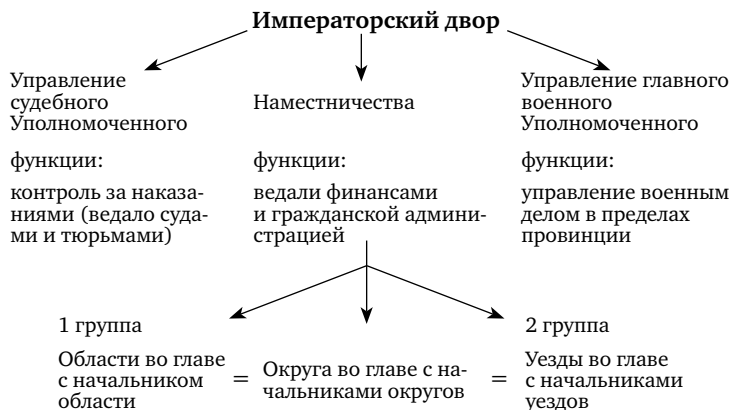 Императорский двор
Управление
судебного
Уполномоченного
Наместничества
Управление главного
военного
Уполномоченного
функции:
функции:
функции:
контроль за наказа-
ниями (ведало суда-
ми и тюрьмами)
ведали финансами
и гражданской админи-
страцией
управление военным
делом в пределах
провинции
1 группа
2 группа
Области во главе
с начальником
области
=
Округа во главе с на-
чальниками округов
=
Уезды во главе
с начальниками
уездов